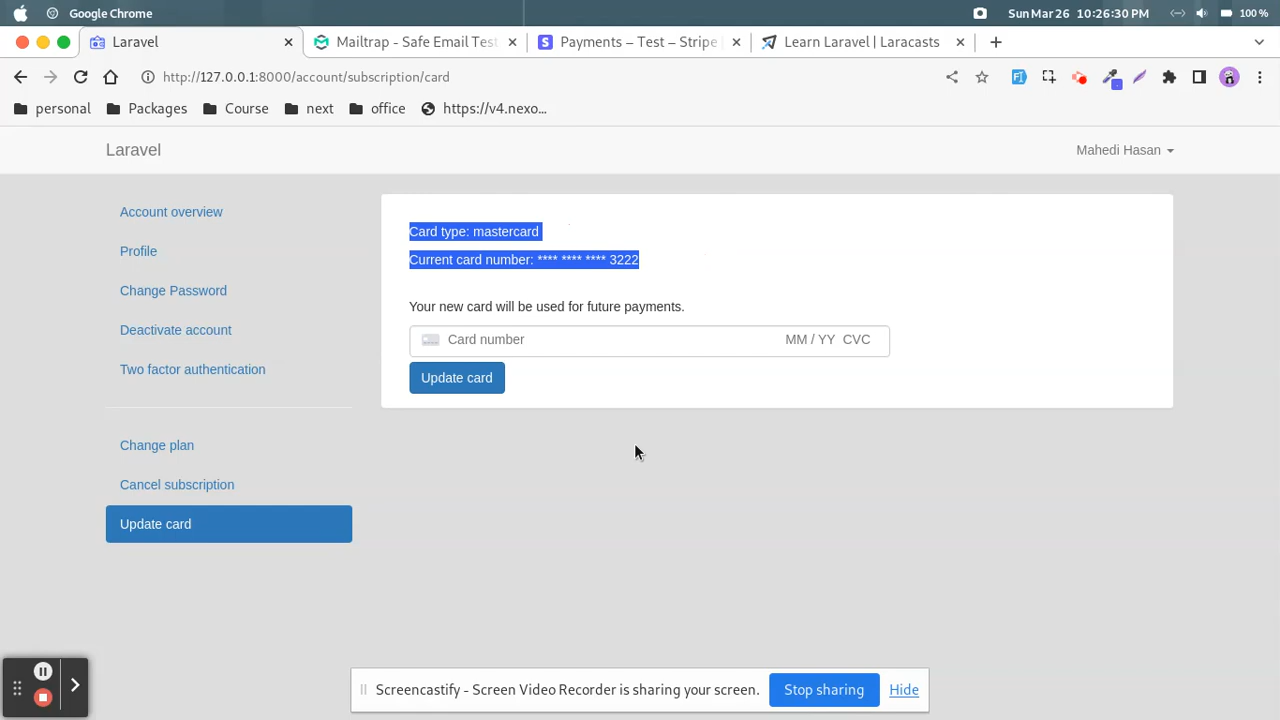 Google Chrome
Sun Mar 26 10:26:30 PM
100 %
Laravel
Mailtrap - Safe Email Test
Payments – Test – Stripe
Learn Laravel | Laracasts
http://127.0.0.1:8000/account/subscription/card
personal
Packages
Course
next
office
https://v4.nexo...
Laravel
Mahedi Hasan
Account overview
Profile
Change Password
Deactivate account
Two factor authentication
Change plan
Cancel subscription
Update card
Card type: mastercard
Current card number: **** **** **** 3222
Your new card will be used for future payments.
Card number MM / YY CVC
Update card
Screencastify - Screen Video Recorder is sharing your screen.
Stop sharing
Hide